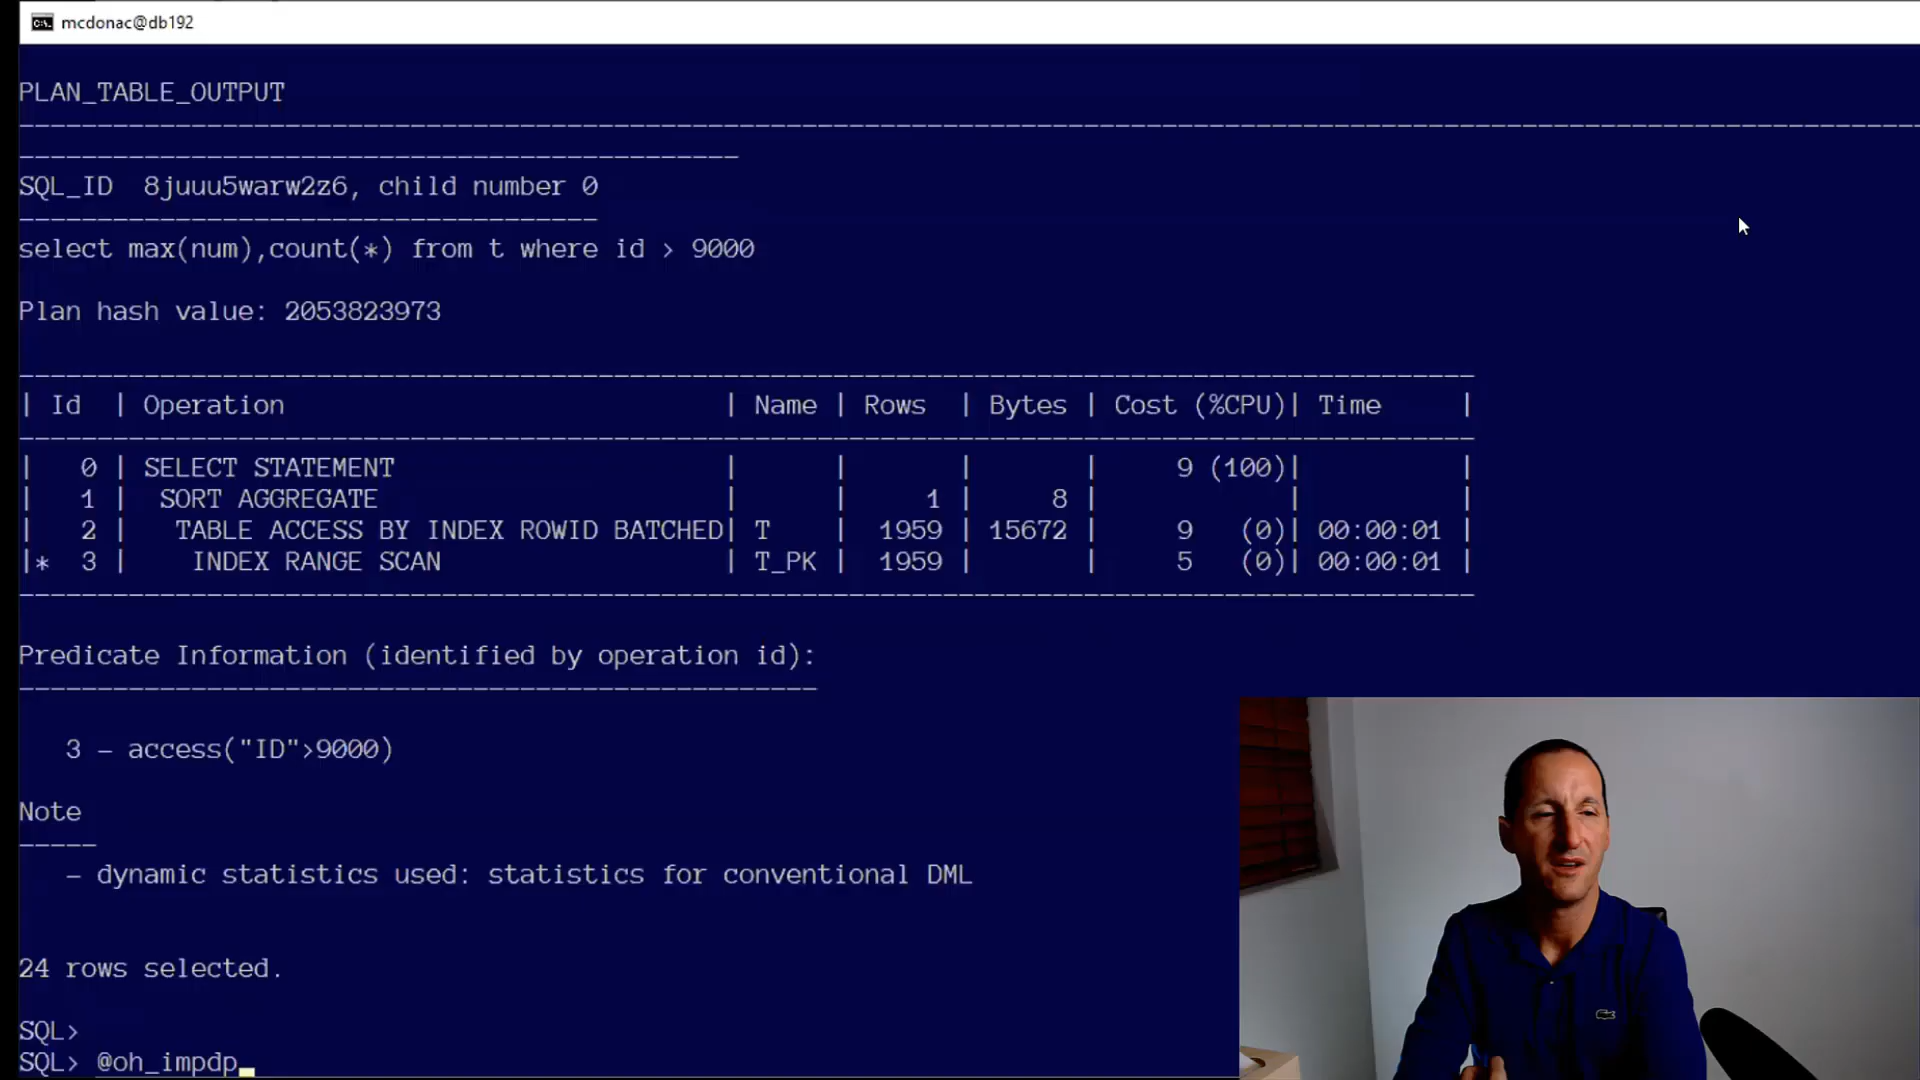 mcdonac@db192
PLAN_TABLE_OUTPUT
--------------------------------------------------------------------------------------------------------------------------
----------------------------------------------
SQL_ID  8juuu5warw2z6, child number 0
-------------------------------------
select max(num),count(*) from t where id > 9000
Plan hash value: 2053823973
---------------------------------------------------------------------------------------------
| Id  | Operation                            | Name | Rows  | Bytes | Cost (%CPU)| Time     |
---------------------------------------------------------------------------------------------
|   0 | SELECT STATEMENT                     |      |       |       |     9 (100)|          |
|   1 |  SORT AGGREGATE                      |      |     1 |     8 |            |          |
|   2 |   TABLE ACCESS BY INDEX ROWID BATCHED| T    |  1959 | 15672 |     9   (0)| 00:00:01 |
|*  3 |    INDEX RANGE SCAN                  | T_PK |  1959 |       |     5   (0)| 00:00:01 |
---------------------------------------------------------------------------------------------
Predicate Information (identified by operation id):
---------------------------------------------------
   3 - access("ID">9000)
Note
-----
   - dynamic statistics used: statistics for conventional DML
24 rows selected.
SQL>
SQL> @oh_impdp